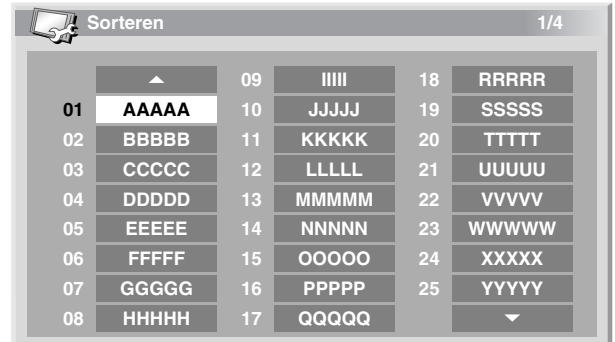 Sorteren 1/4
09 IIIII 18 RRRRR
01 AAAAA 10 JJJJJ 19 SSSSS
02 BBBBB 11 KKKKK 20 TTTTT
03 CCCCC 12 LLLLL 21 UUUUU
04 DDDDD 13 MMMMM 22 VVVVV
05 EEEEE 14 NNNNN 23 WWWWW
06 FFFFF 15 OOOOO 24 XXXXX
07 GGGGG 16 PPPPP 25 YYYYY
08 HHHHH 17 QQQQQ